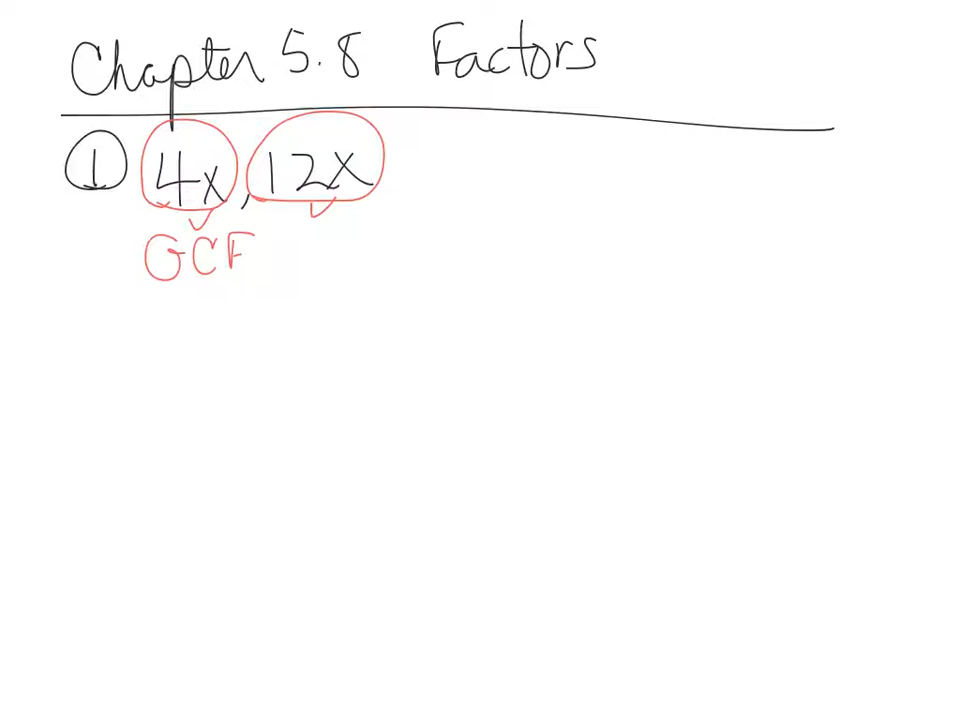 Chapter 5.8 Factors
① 4x, 12x
GCF